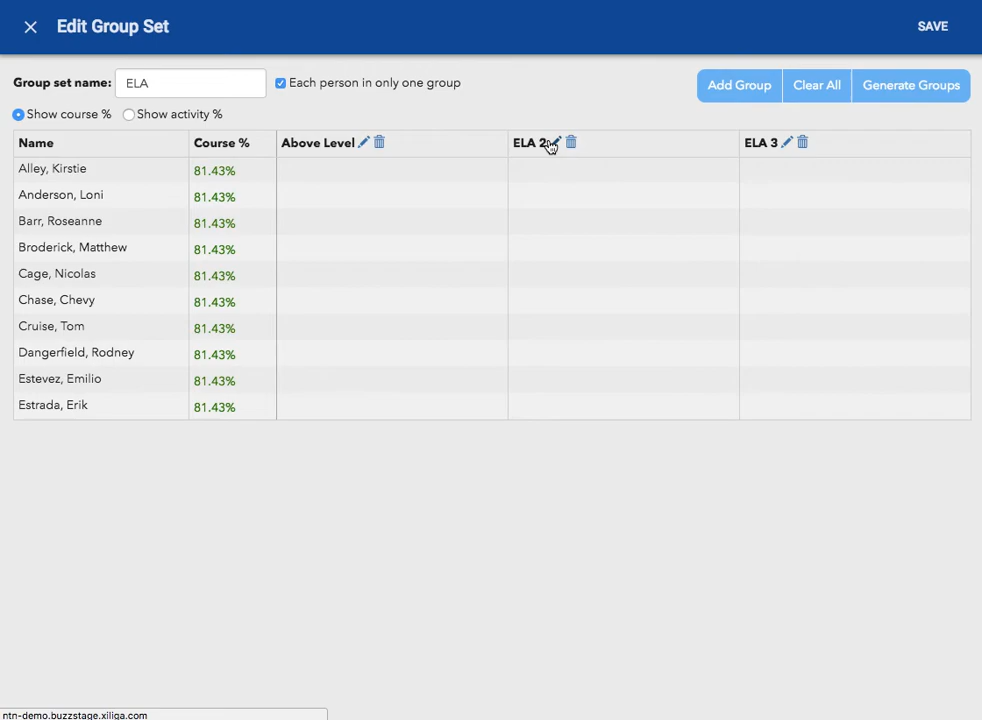 Edit Group Set
SAVE
Group set name: ELA Each person in only one group
Add Group Clear All Generate Groups
Show course % Show activity %
Name Course % Above Level ELA 2 ELA 3
Alley, Kirstie 81.43%
Anderson, Loni 81.43%
Barr, Roseanne 81.43%
Broderick, Matthew 81.43%
Cage, Nicolas 81.43%
Chase, Chevy 81.43%
Cruise, Tom 81.43%
Dangerfield, Rodney 81.43%
Estevez, Emilio 81.43%
Estrada, Erik 81.43%
ntn-demo.buzzstage.xiliga.com